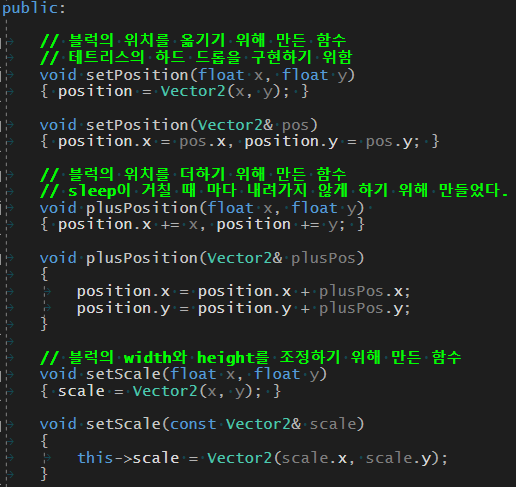 public:
// 블럭의 위치를 옮기기 위해 만든 함수
// 테트리스의 하드 드롭을 구현하기 위함
void setPosition(float x, float y)
{ position = Vector2(x, y); }
void setPosition(Vector2& pos)
{ position.x = pos.x, position.y = pos.y; }
// 블럭의 위치를 더하기 위해 만든 함수
// sleep이 거칠 때 마다 내려가지 않게 하기 위해 만들었다.
void plusPosition(float x, float y)
{ position.x += x, position += y; }
void plusPosition(Vector2& plusPos)
{
position.x = position.x + plusPos.x;
position.y = position.y + plusPos.y;
}
// 블럭의 width와 height를 조정하기 위해 만든 함수
void setScale(float x, float y)
{ scale = Vector2(x, y); }
void setScale(const Vector2& scale)
{
this->scale = Vector2(scale.x, scale.y);
}